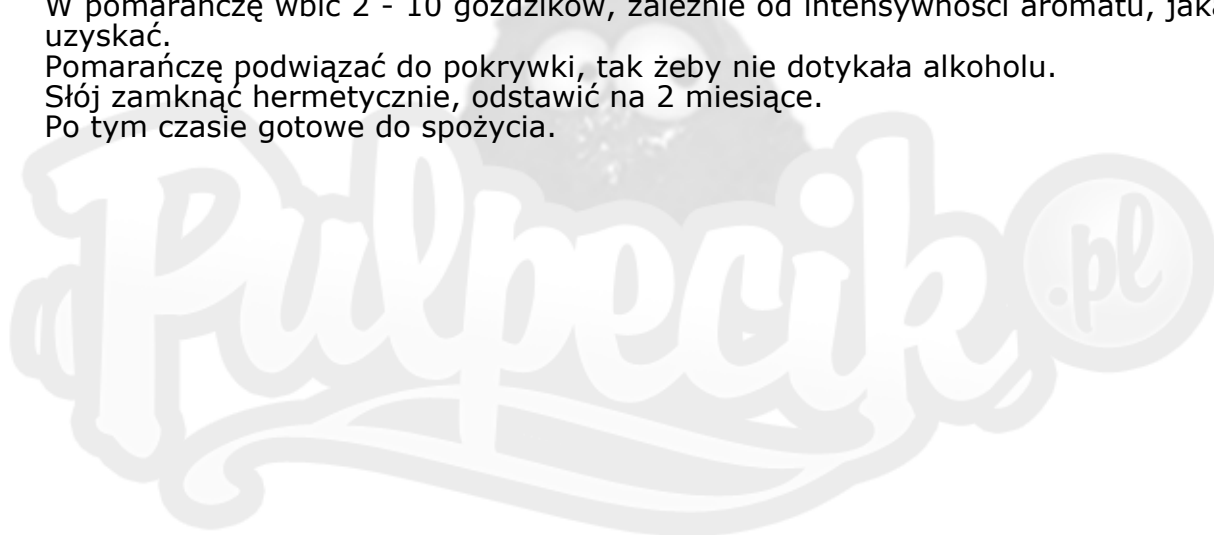 W pomarańczę wbić 2 - 10 goździków, zależnie od intensywności aromatu,
uzyskać.
Pomarańczę podwiązać do pokrywki, tak żeby nie dotykała alkoholu.
Słój zamknąć hermetycznie, odstawić na 2 miesiące.
Po tym czasie gotowe do spożycia.
Pulpecik.pl